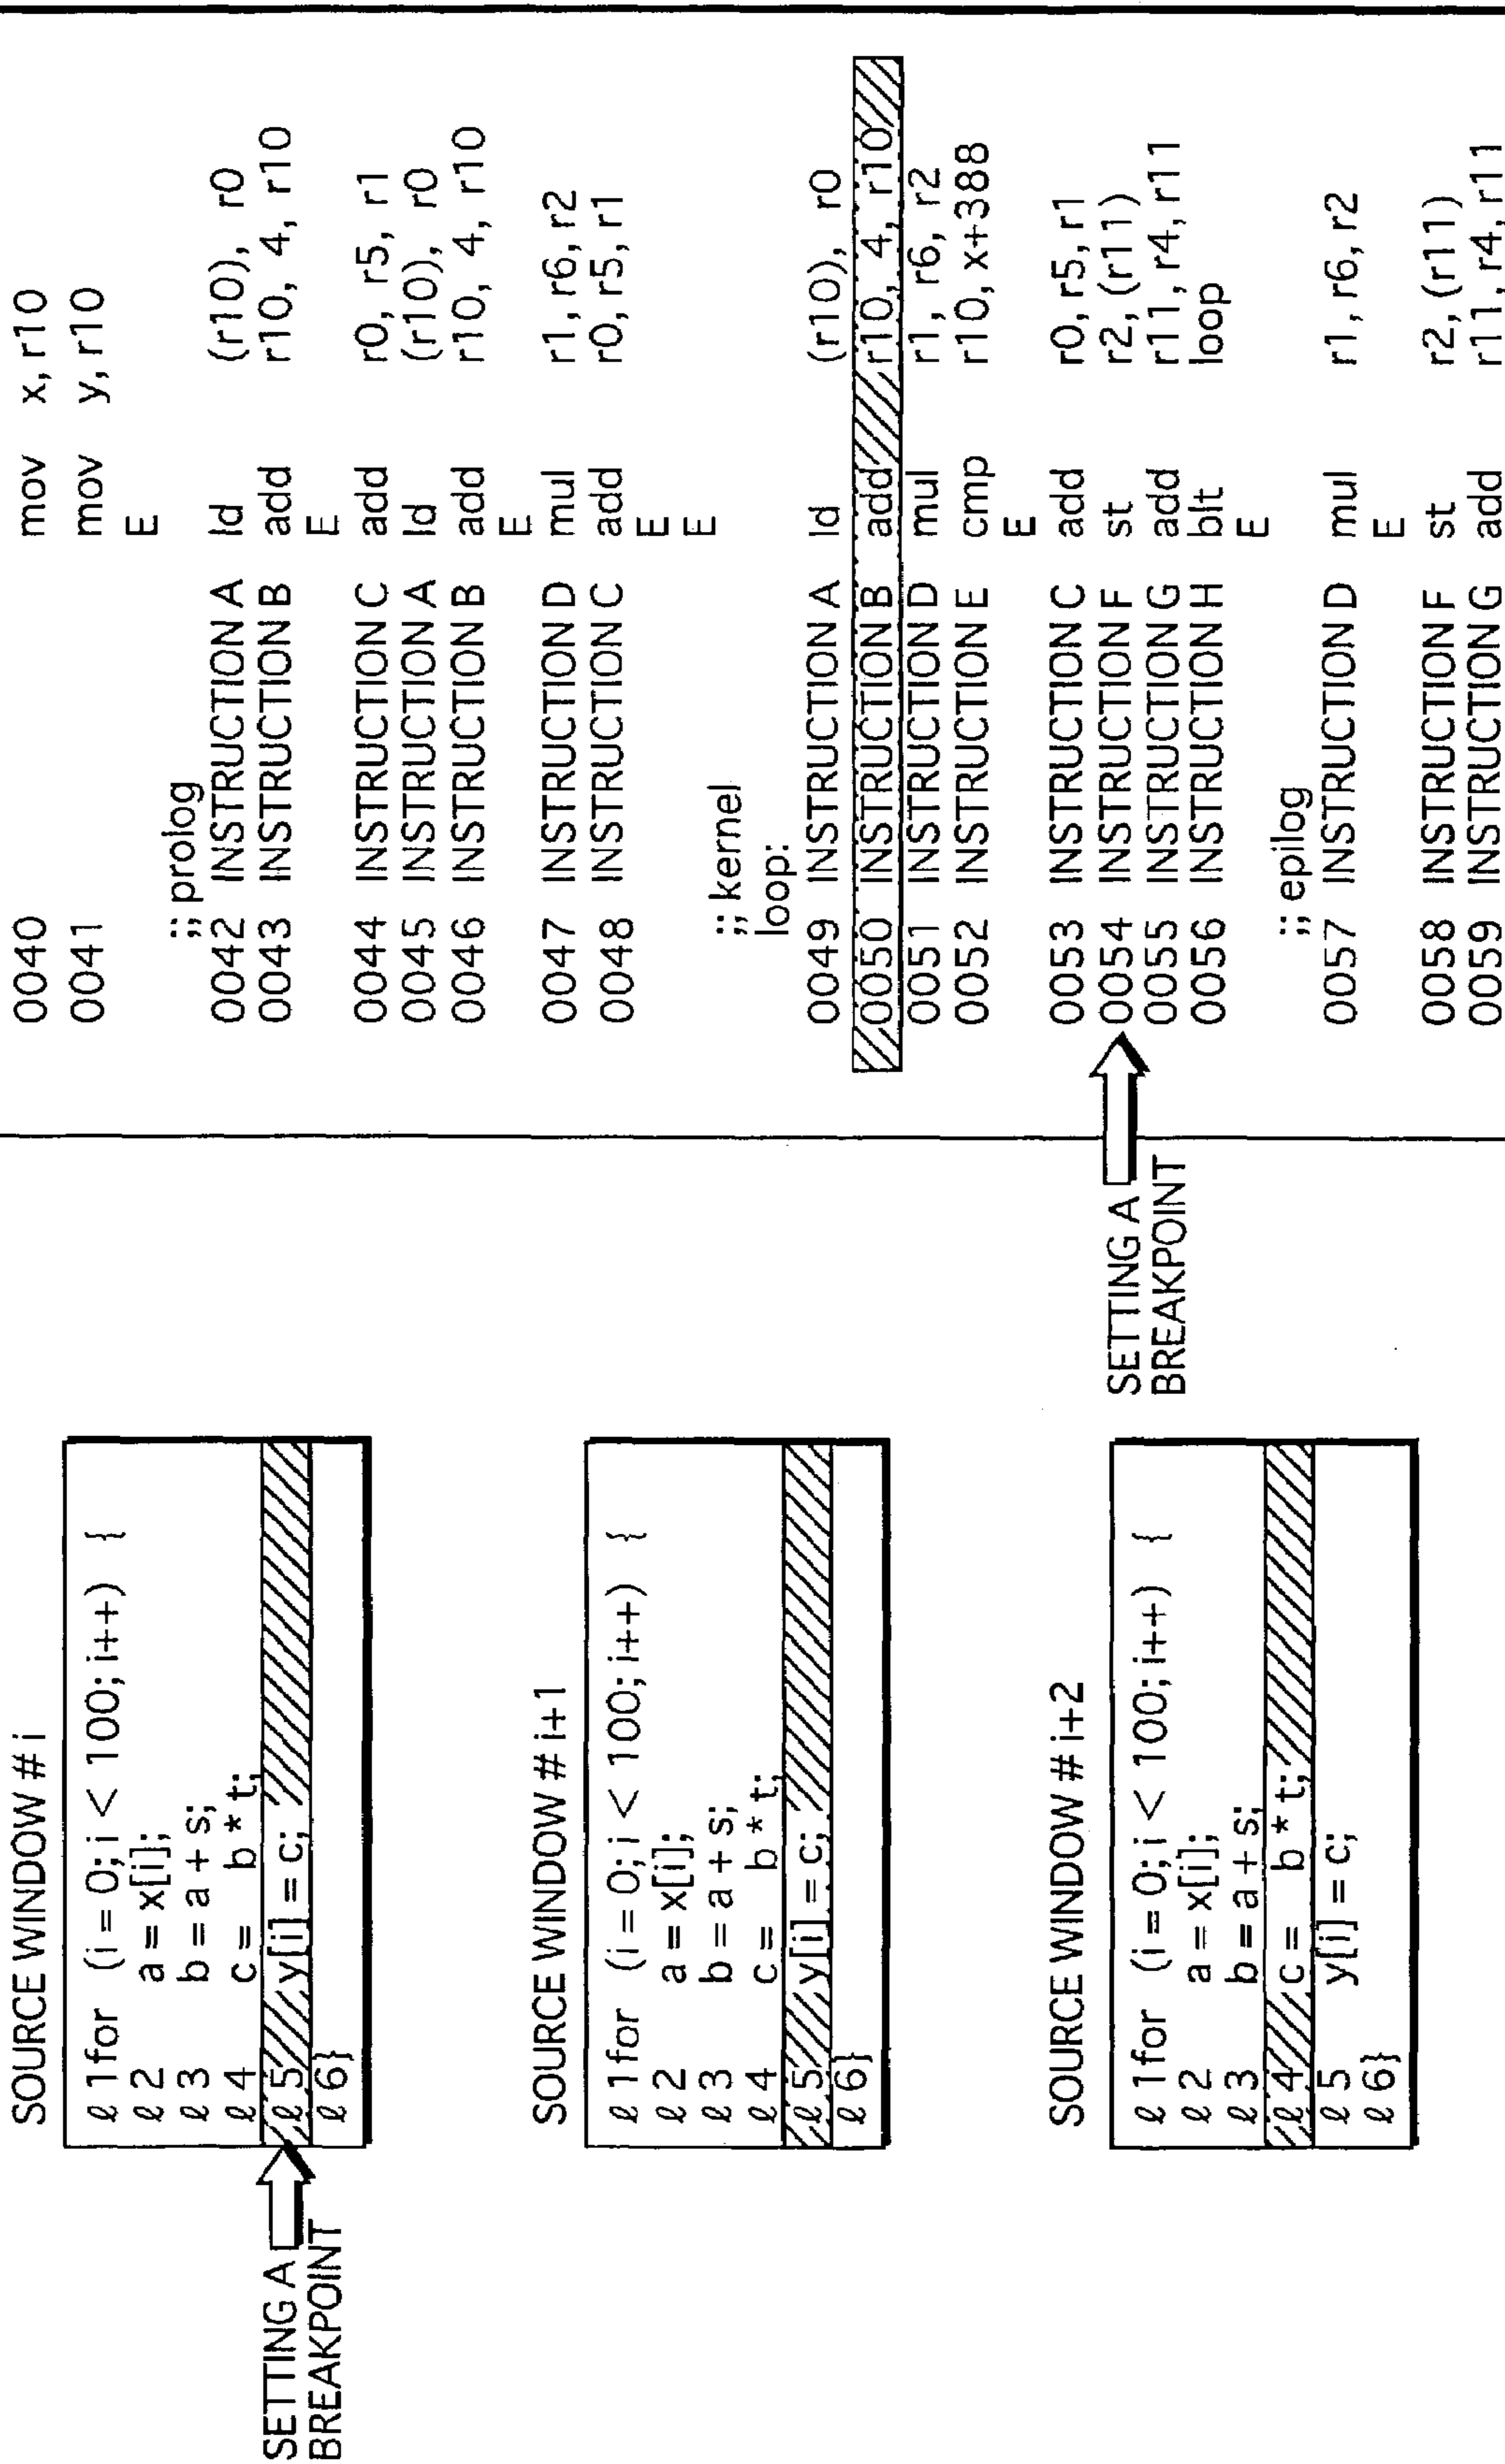 SOURCE WINDOW # i
ℓ 1for (i = 0; i < 100; i++) {
ℓ 2 a = x[i];
ℓ 3 b = a + s;
ℓ 4 c = b * t;
ℓ 5 y[i] = c;
ℓ 6}
SETTING A
BREAKPOINT
SOURCE WINDOW # i+1
ℓ 1for (i = 0; i < 100; i++) {
ℓ 2 a = x[i];
ℓ 3 b = a + s;
ℓ 4 c = b * t;
ℓ 5 y[i] = c;
ℓ 6}
SOURCE WINDOW # i+2
ℓ 1for (i = 0; i < 100; i++) {
ℓ 2 a = x[i];
ℓ 3 b = a + s;
ℓ 4 c = b * t;
ℓ 5 y[i] = c;
ℓ 6}
SETTING A
BREAKPOINT
0040 mov x, r10
0041 mov y, r10
E
;; prolog
0042 INSTRUCTION A ld (r10), r0
0043 INSTRUCTION B add r10, 4, r10
E
0044 INSTRUCTION C add r0, r5, r1
0045 INSTRUCTION A ld (r10), r0
0046 INSTRUCTION B add r10, 4, r10
E
0047 INSTRUCTION D mul r1, r6, r2
0048 INSTRUCTION C add r0, r5, r1
E
E
;; kernel
loop:
0049 INSTRUCTION A ld (r10), r0
0050 INSTRUCTION B add r10, 4, r10
0051 INSTRUCTION D mul r1, r6, r2
0052 INSTRUCTION E cmp r10, x+388
E
0053 INSTRUCTION C add r0, r5, r1
0054 INSTRUCTION F st r2, (r11)
0055 INSTRUCTION G add r11, r4, r11
0056 INSTRUCTION H blt loop
E
;; epilog
0057 INSTRUCTION D mul r1, r6, r2
E
0058 INSTRUCTION F st r2, (r11)
0059 INSTRUCTION G add r11, r4, r11